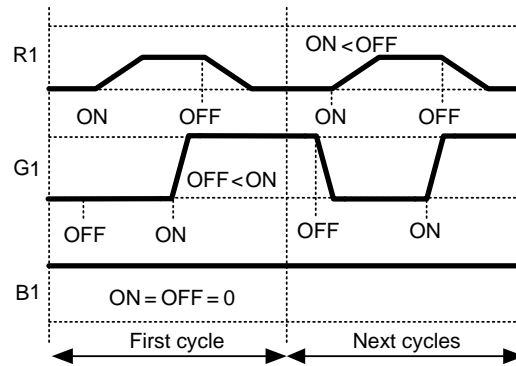 R1
ON < OFF
ON
OFF
ON
OFF
G1
OFF < ON
OFF
ON
OFF
ON
B1
ON = OFF = 0
First cycle
Next cycles